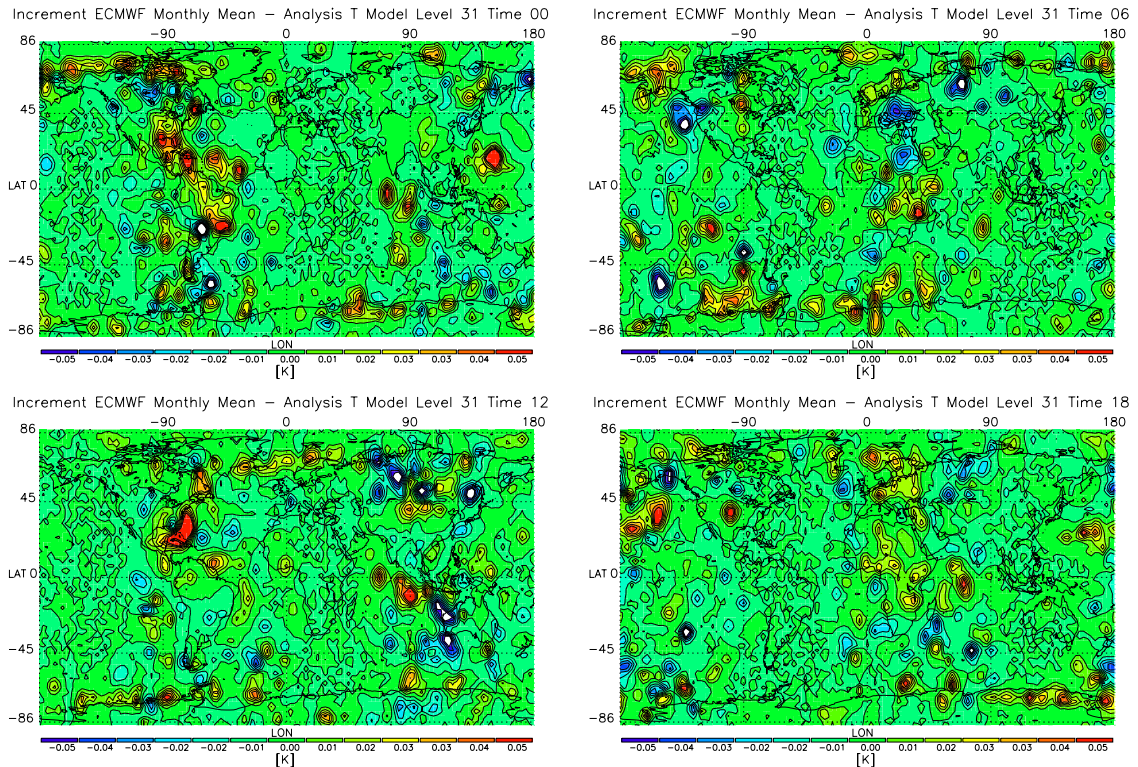 Increment ECMWF Monthly Mean – Analysis T Model Level 31 Time 00
−90 0 90 180
86
45
LAT 0
−45
−86
LON
−0.05 −0.04 −0.03 −0.02 −0.02 −0.01 0.00 0.01 0.02 0.03 0.03 0.04 0.05
[K]
Increment ECMWF Monthly Mean – Analysis T Model Level 31 Time 06
−90 0 90 180
86
45
LAT 0
−45
−86
LON
−0.05 −0.04 −0.03 −0.02 −0.02 −0.01 0.00 0.01 0.02 0.03 0.03 0.04 0.05
[K]
Increment ECMWF Monthly Mean – Analysis T Model Level 31 Time 12
−90 0 90 180
86
45
LAT 0
−45
−86
LON
−0.05 −0.04 −0.03 −0.02 −0.02 −0.01 0.00 0.01 0.02 0.03 0.03 0.04 0.05
[K]
Increment ECMWF Monthly Mean – Analysis T Model Level 31 Time 18
−90 0 90 180
86
45
LAT 0
−45
−86
LON
−0.05 −0.04 −0.03 −0.02 −0.01 −0.01 0.00 0.01 0.01 0.02 0.03 0.04 0.05
[K]